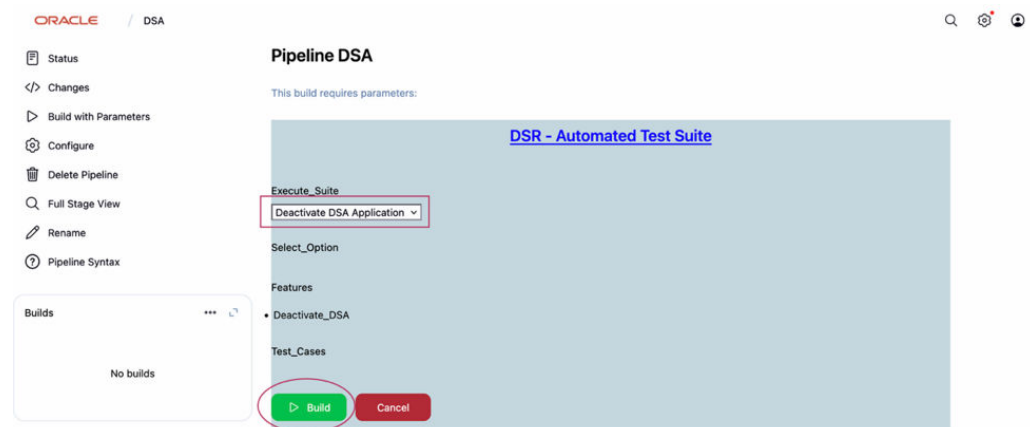 ORACLE / DSA
Status
</> Changes
Build with Parameters
Configure
Delete Pipeline
Full Stage View
Rename
Pipeline Syntax
Builds
No builds
Pipeline DSA
This build requires parameters:
DSR - Automated Test Suite
Execute_Suite
Deactivate DSA Application
Select_Option
Features
• Deactivate_DSA
Test_Cases
Build Cancel